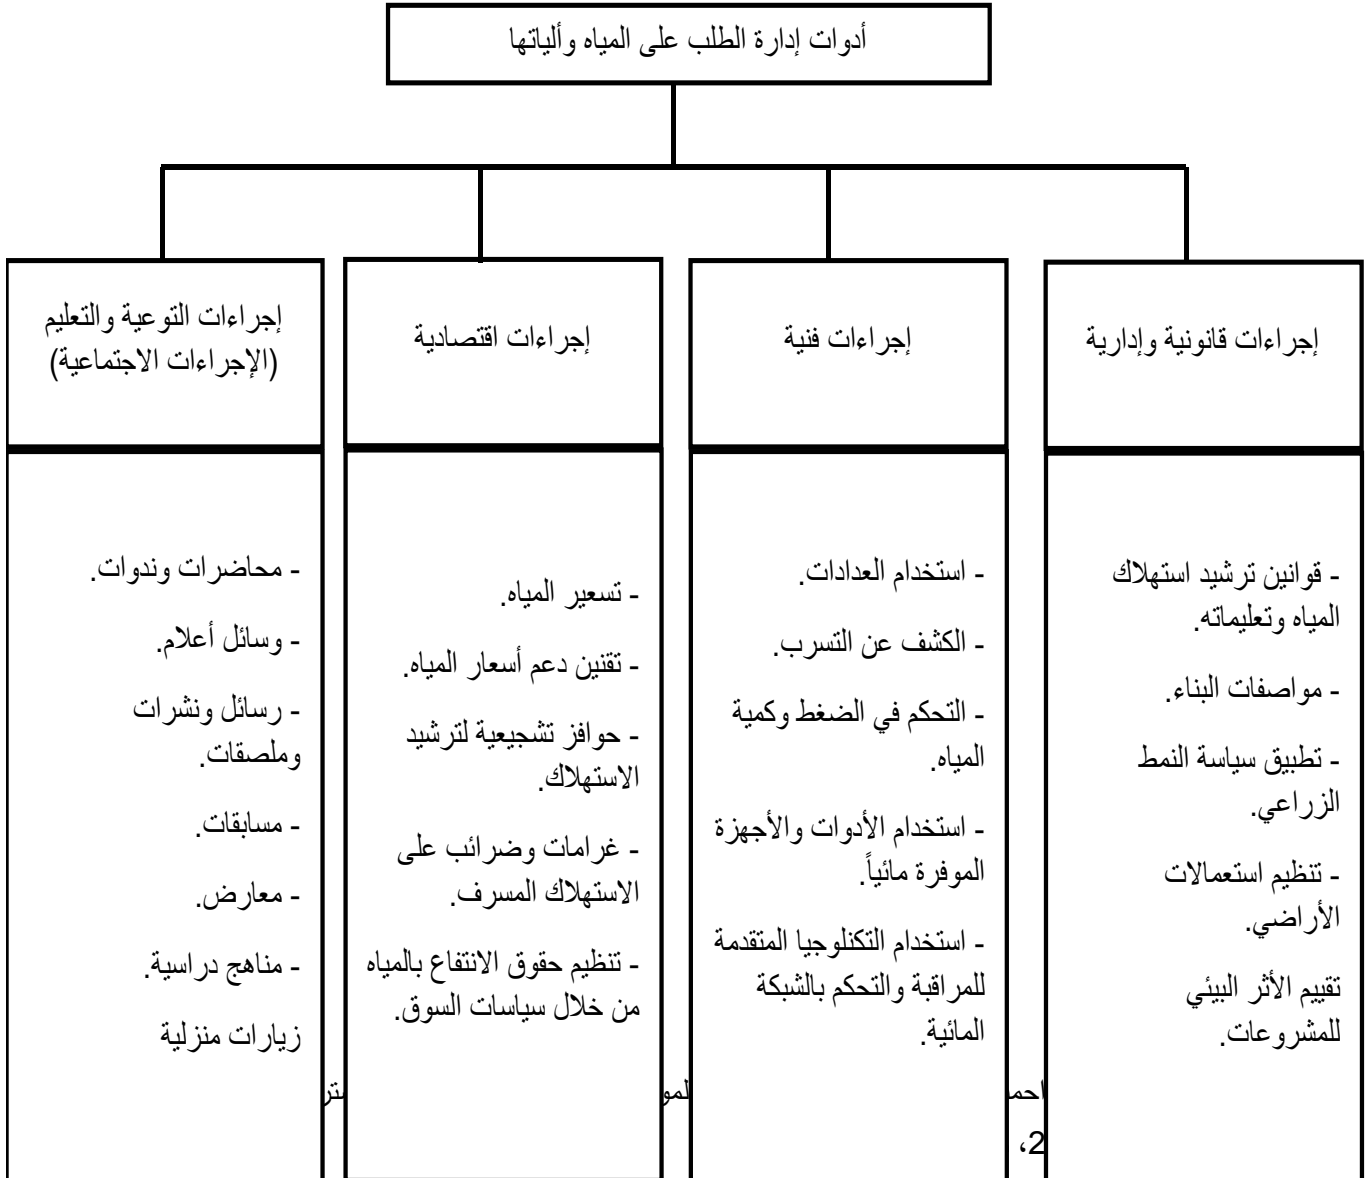 أدوات إدارة الطلب على المياه وألياتها
إجراءات قانونية وإدارية
إجراءات فنية
إجراءات اقتصادية
إجراءات التوعية والتعليم
(الإجراءات الاجتماعية)
- قوانين ترشيد استهلاك
المياه وتعليماته.
- مواصفات البناء.
- تطبيق سياسة النمط
الزراعي.
- تنظيم استعمالات
الأراضي.
تقييم الأثر البيئي
للمشروعات.
- استخدام العدادات.
- الكشف عن التسرب.
- التحكم في الضغط وكمية
المياه.
- استخدام الأدوات والأجهزة
الموفرة مائياً.
- استخدام التكنلوجيا المتقدمة
للمراقبة والتحكم بالشبكة
المائية.
- تسعير المياه.
- تقنين دعم أسعار المياه.
- حوافز تشجيعية لترشيد
الاستهلاك.
- غرامات وضرائب على
الاستهلاك المسرف.
- تنظيم حقوق الانتفاع بالمياه
من خلال سياسات السوق.
- محاضرات وندوات.
- وسائل أعلام.
- رسائل ونشرات
وملصقات.
- مسابقات.
- معارض.
- مناهج دراسية.
زيارات منزلية